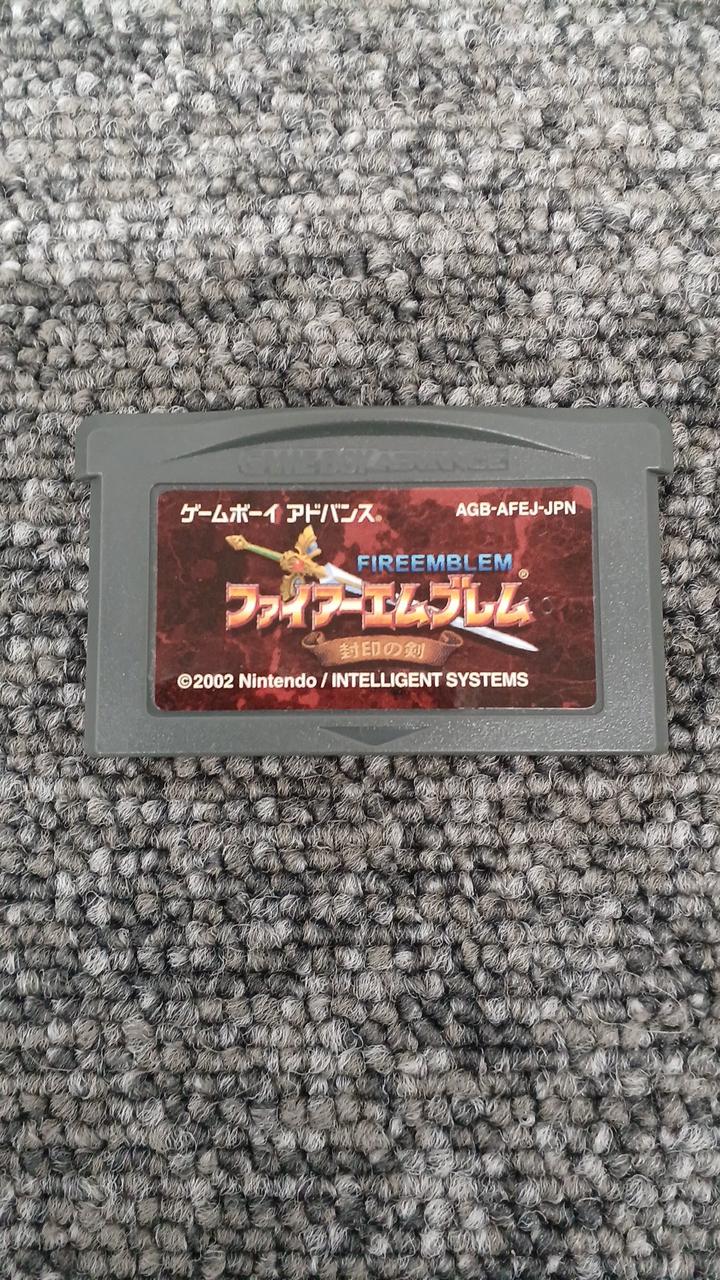 GAME BOY ADVANCE
ゲームボーイ アドバンス® AGB-AFEJ-JPN
FIREEMBLEM
ファイアーエムブレム®
封印の剣
©2002 Nintendo / INTELLIGENT SYSTEMS